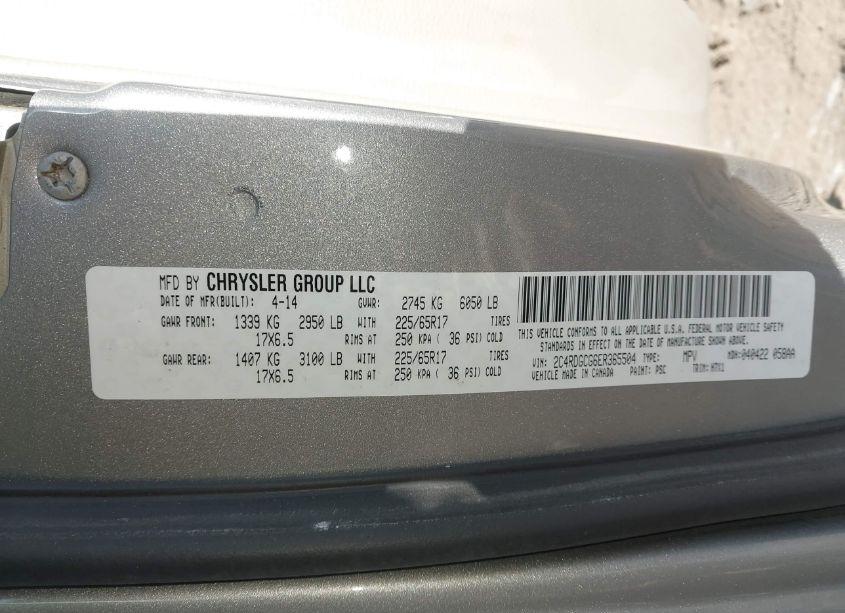 MFD BY CHRYSLER GROUP LLC
DATE OF MFR(BUILT): 4-14 GVWR: 2745 KG 6050 LB
GAWR FRONT: 1339 KG 2950 LB WITH 225/65R17 TIRES
17X6.5 RIMS AT 250 KPA ( 36 PSI) COLD
GAWR REAR: 1407 KG 3100 LB WITH 225/65R17 TIRES
17X6.5 RIMS AT 250 KPA ( 36 PSI) COLD
THIS VEHICLE CONFORMS TO ALL APPLICABLE U.S.A. FEDERAL MOTOR VEHICLE SAFETY
STANDARDS IN EFFECT ON THE DATE OF MANUFACTURE SHOWN ABOVE.
VIN: 2C4RDGCG6ER365504 TYPE: MPV MDH: 040422 058AA
VEHICLE MADE IN CANADA PAINT: PSC TRIM: